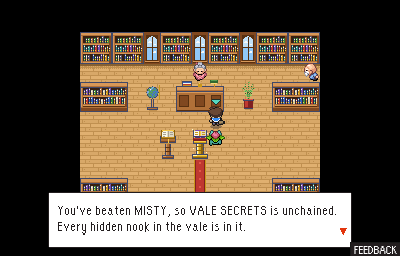 You've beaten MISTY, so VALE SECRETS is unchained.
Every hidden nook in the vale is in it.
FEEDBACK